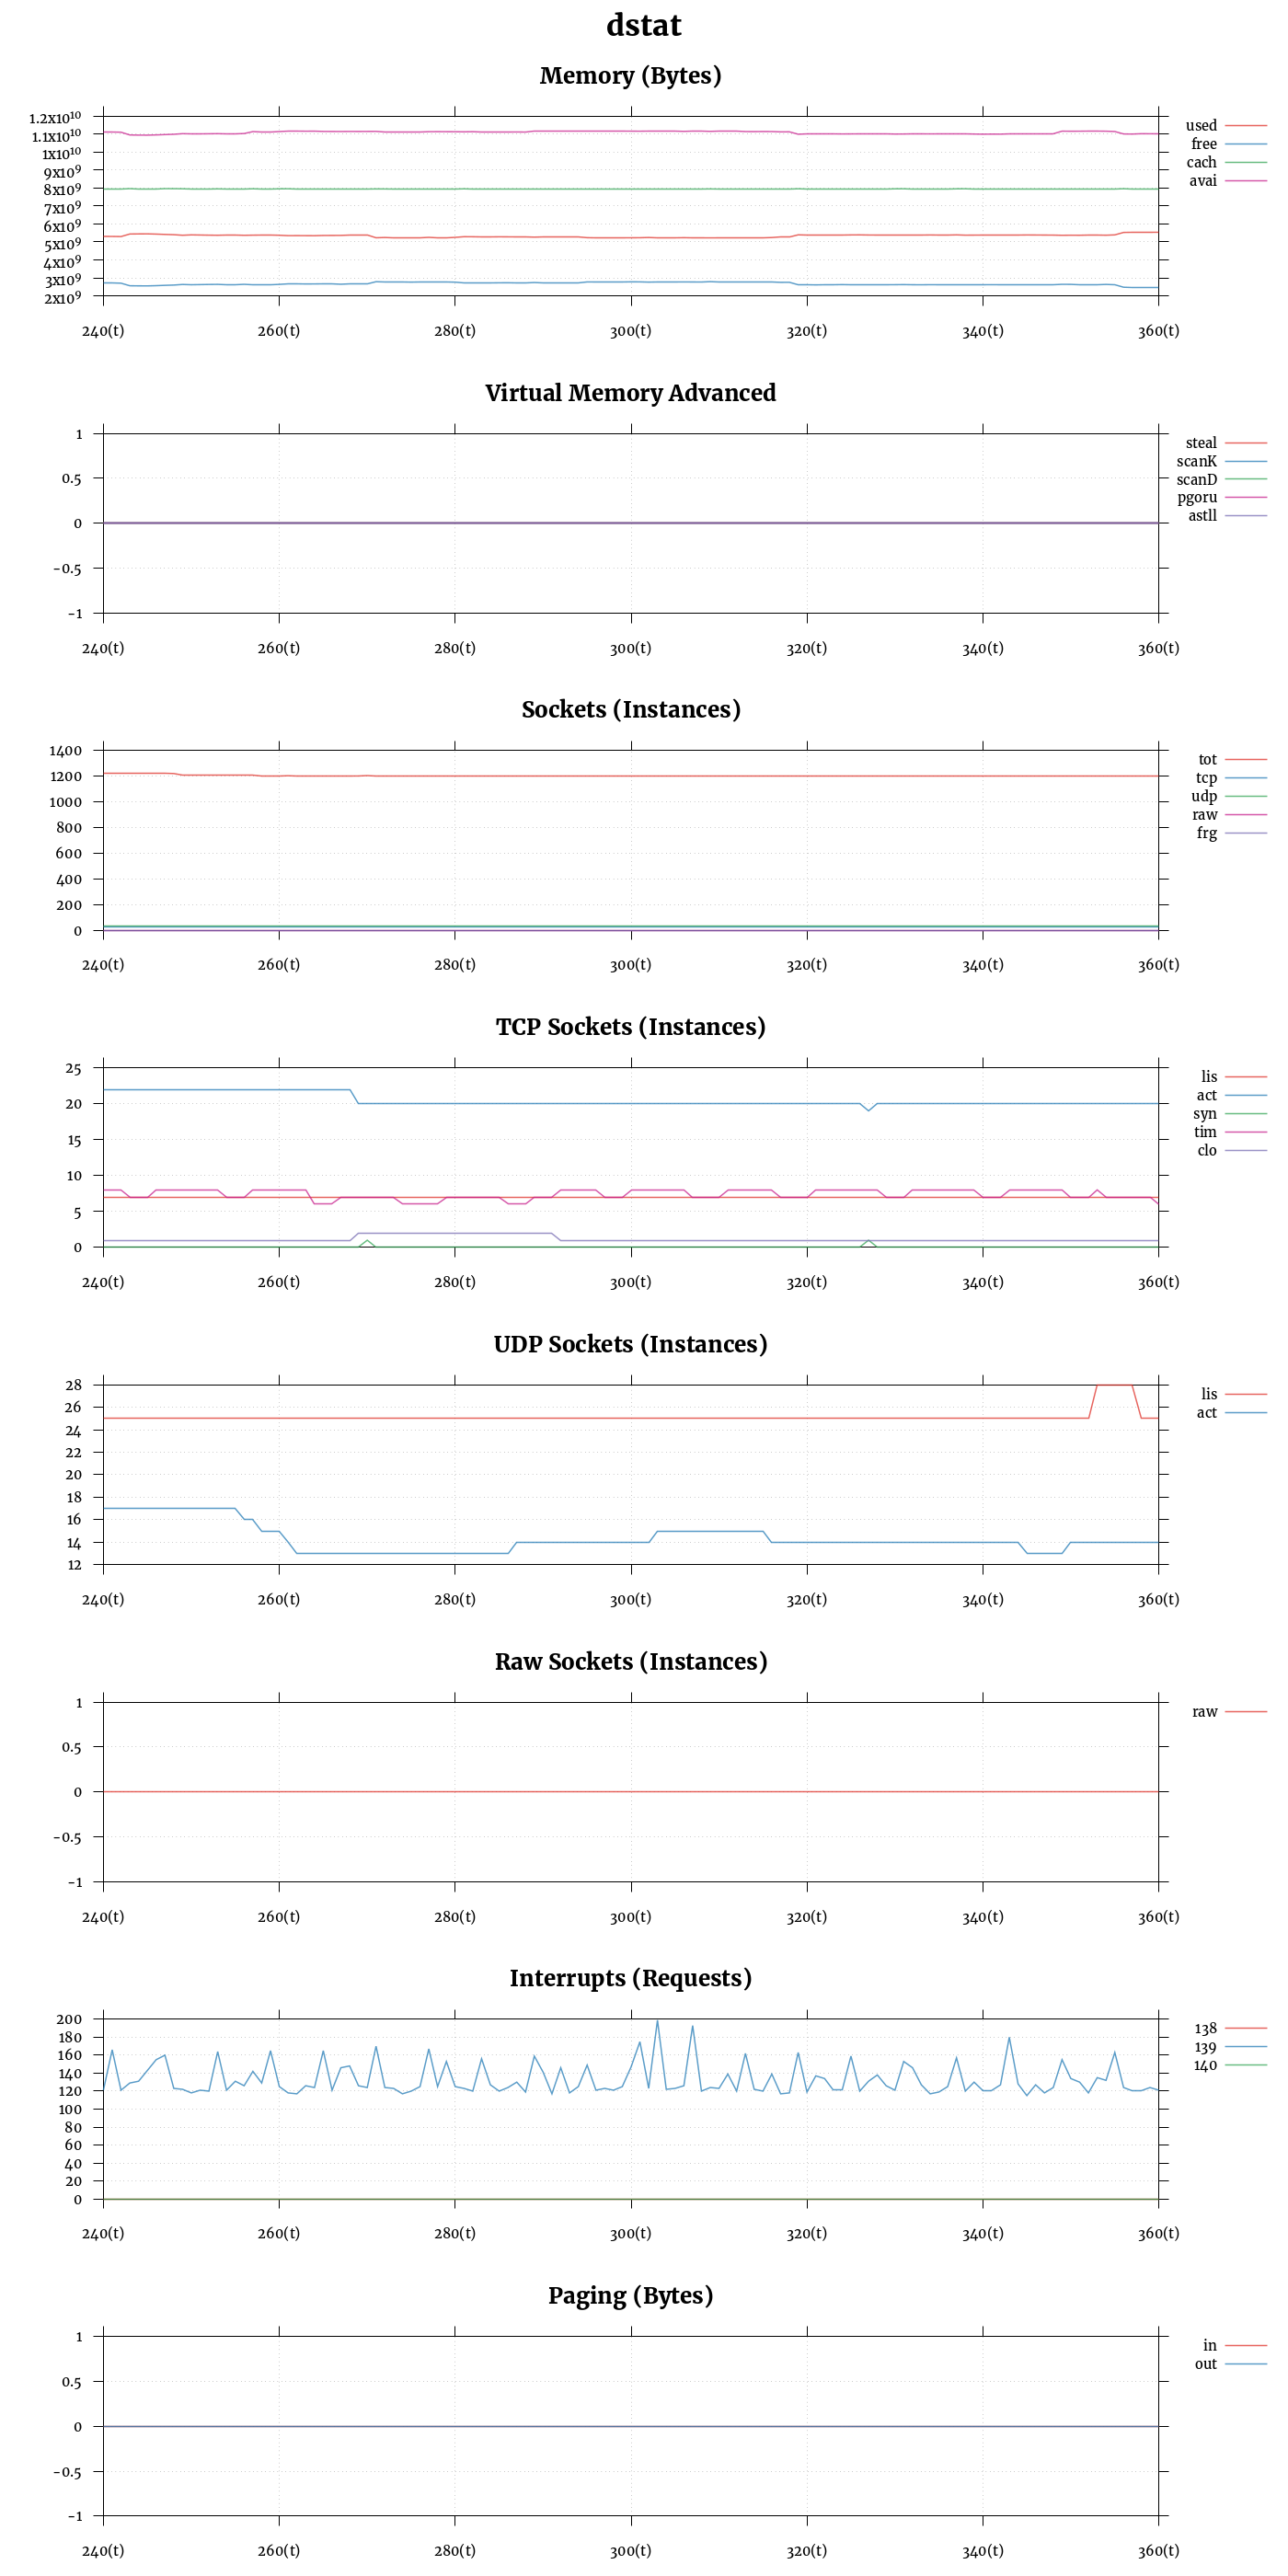 dstat
Memory (Bytes)
1.2x10¹⁰
1.1x10¹⁰
1x10¹⁰
9x10⁹
8x10⁹
7x10⁹
6x10⁹
5x10⁹
4x10⁹
3x10⁹
2x10⁹
240(t) 260(t) 280(t) 300(t) 320(t) 340(t) 360(t)
used
free
cach
avai
Virtual Memory Advanced
1
0.5
0
-0.5
-1
240(t) 260(t) 280(t) 300(t) 320(t) 340(t) 360(t)
steal
scanK
scanD
pgoru
astll
Sockets (Instances)
1400
1200
1000
800
600
400
200
0
240(t) 260(t) 280(t) 300(t) 320(t) 340(t) 360(t)
tot
tcp
udp
raw
frg
TCP Sockets (Instances)
25
20
15
10
5
0
240(t) 260(t) 280(t) 300(t) 320(t) 340(t) 360(t)
lis
act
syn
tim
clo
UDP Sockets (Instances)
28
26
24
22
20
18
16
14
12
240(t) 260(t) 280(t) 300(t) 320(t) 340(t) 360(t)
lis
act
Raw Sockets (Instances)
1
0.5
0
-0.5
-1
240(t) 260(t) 280(t) 300(t) 320(t) 340(t) 360(t)
raw
Interrupts (Requests)
200
180
160
140
120
100
80
60
40
20
0
240(t) 260(t) 280(t) 300(t) 320(t) 340(t) 360(t)
138
139
140
Paging (Bytes)
1
0.5
0
-0.5
-1
240(t) 260(t) 280(t) 300(t) 320(t) 340(t) 360(t)
in
out